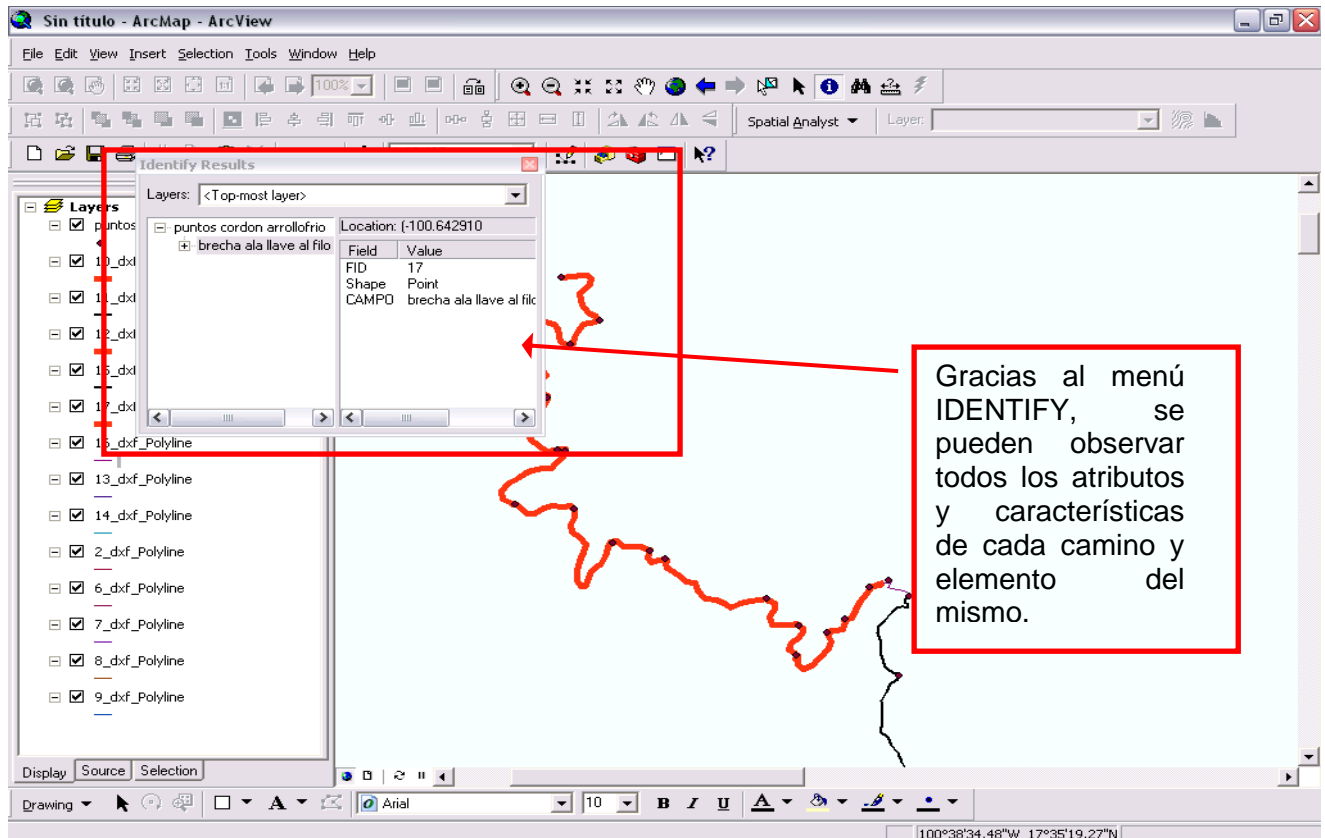 Sin título - ArcMap - ArcView
File Edit View Insert Selection Tools Window Help
100%
Spatial Analyst
Layer:
Identify Results
Layers: <Top-most layer>
puntos cordon arrollofrio
brecha ala llave al filo
Location: (-100.642910
Field Value
FID 17
Shape Point
CAMPO brecha ala llave al filo
Layers
puntos
10_dxf
11_dxf
12_dxf
15_dxf
17_dxf
16_dxf_Polyline
13_dxf_Polyline
14_dxf_Polyline
2_dxf_Polyline
6_dxf_Polyline
7_dxf_Polyline
8_dxf_Polyline
9_dxf_Polyline
Gracias al menú
IDENTIFY, se
pueden observar
todos los atributos
y características
de cada camino y
elemento del
mismo.
Display Source Selection
Drawing A Arial 10 B I U A
100°38'34.48"W 17°35'19.27"N